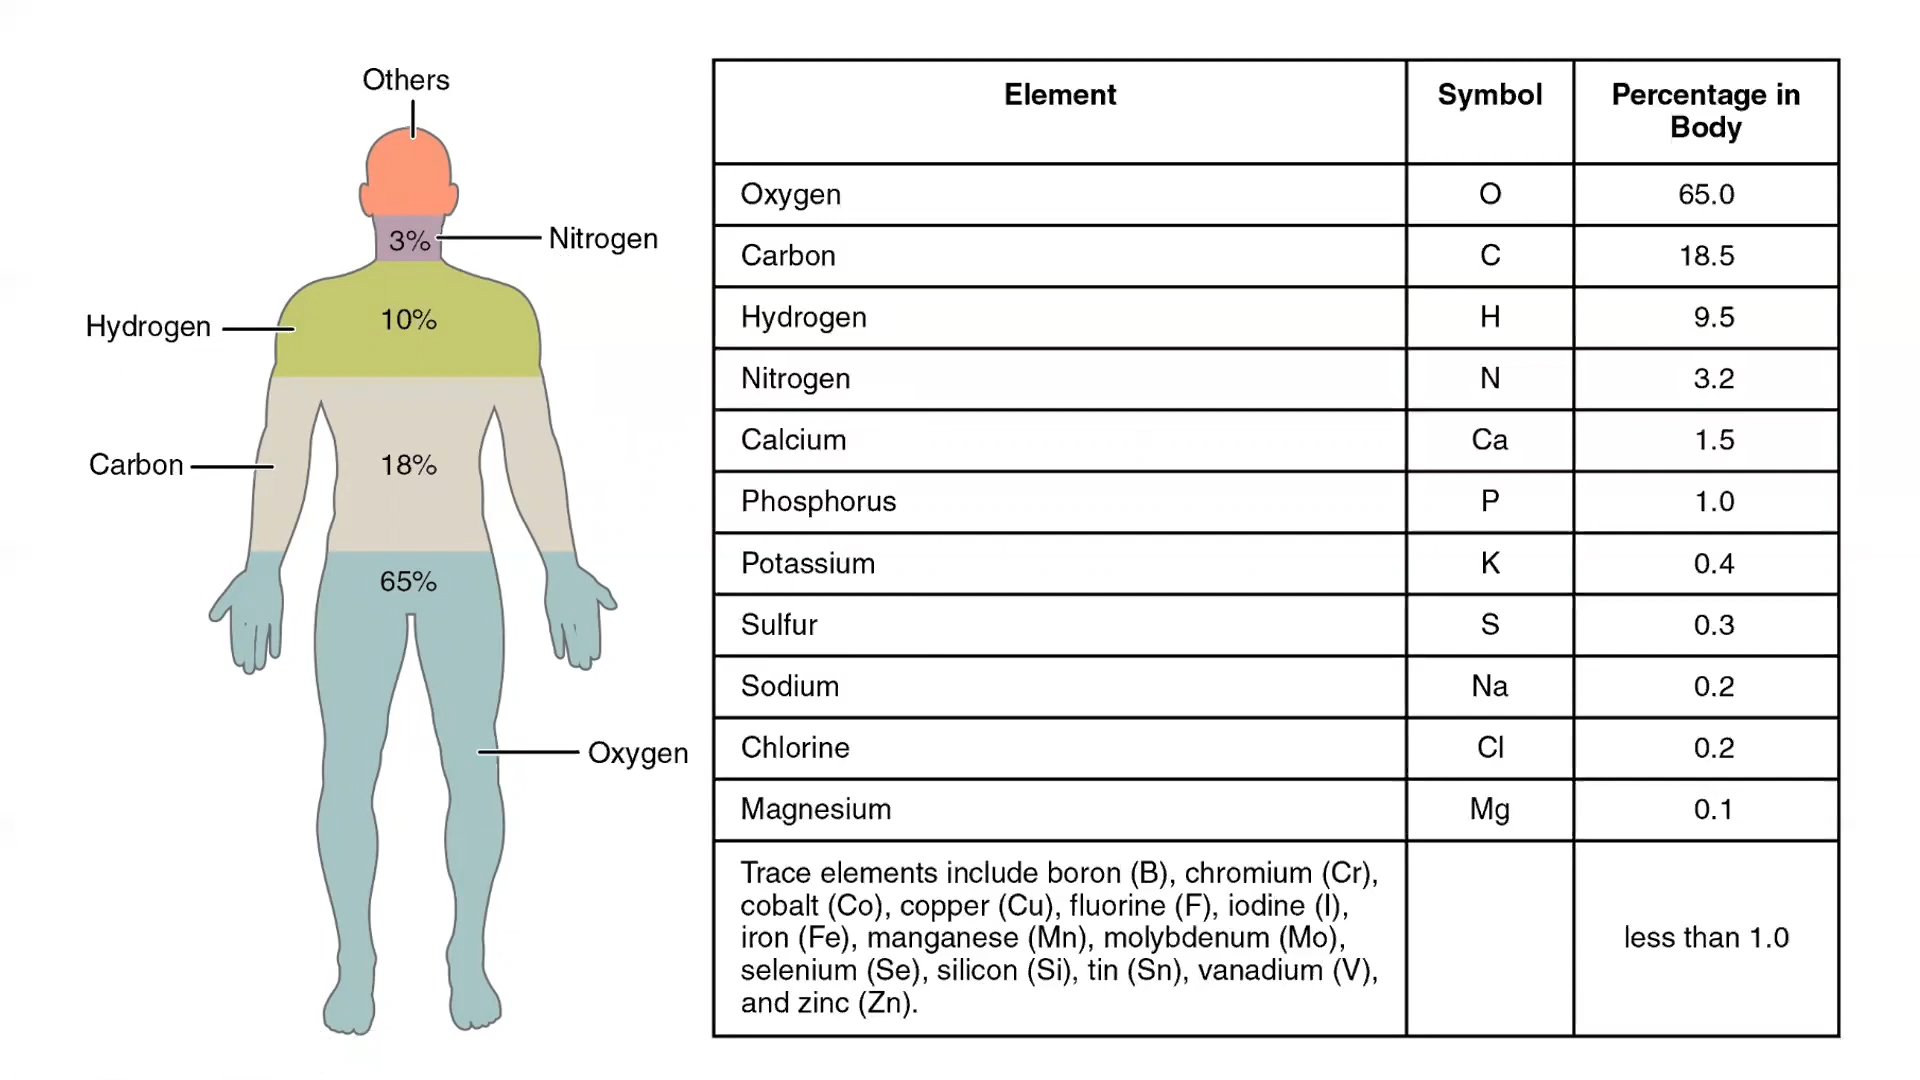 Others
3%
Nitrogen
10%
Hydrogen
Carbon
18%
65%
Oxygen
Element Symbol Percentage in
Body
Oxygen O 65.0
Carbon C 18.5
Hydrogen H 9.5
Nitrogen N 3.2
Calcium Ca 1.5
Phosphorus P 1.0
Potassium K 0.4
Sulfur S 0.3
Sodium Na 0.2
Chlorine Cl 0.2
Magnesium Mg 0.1
Trace elements include boron (B), chromium (Cr),
cobalt (Co), copper (Cu), fluorine (F), iodine (I),
iron (Fe), manganese (Mn), molybdenum (Mo),
selenium (Se), silicon (Si), tin (Sn), vanadium (V),
and zinc (Zn).
less than 1.0